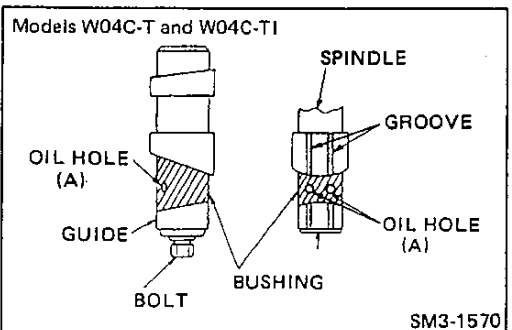 Models W04C-T and W04C-TI
SPINDLE
GROOVE
OIL HOLE
(A)
GUIDE
BOLT
BUSHING
OIL HOLE
(A)
SM3-1570